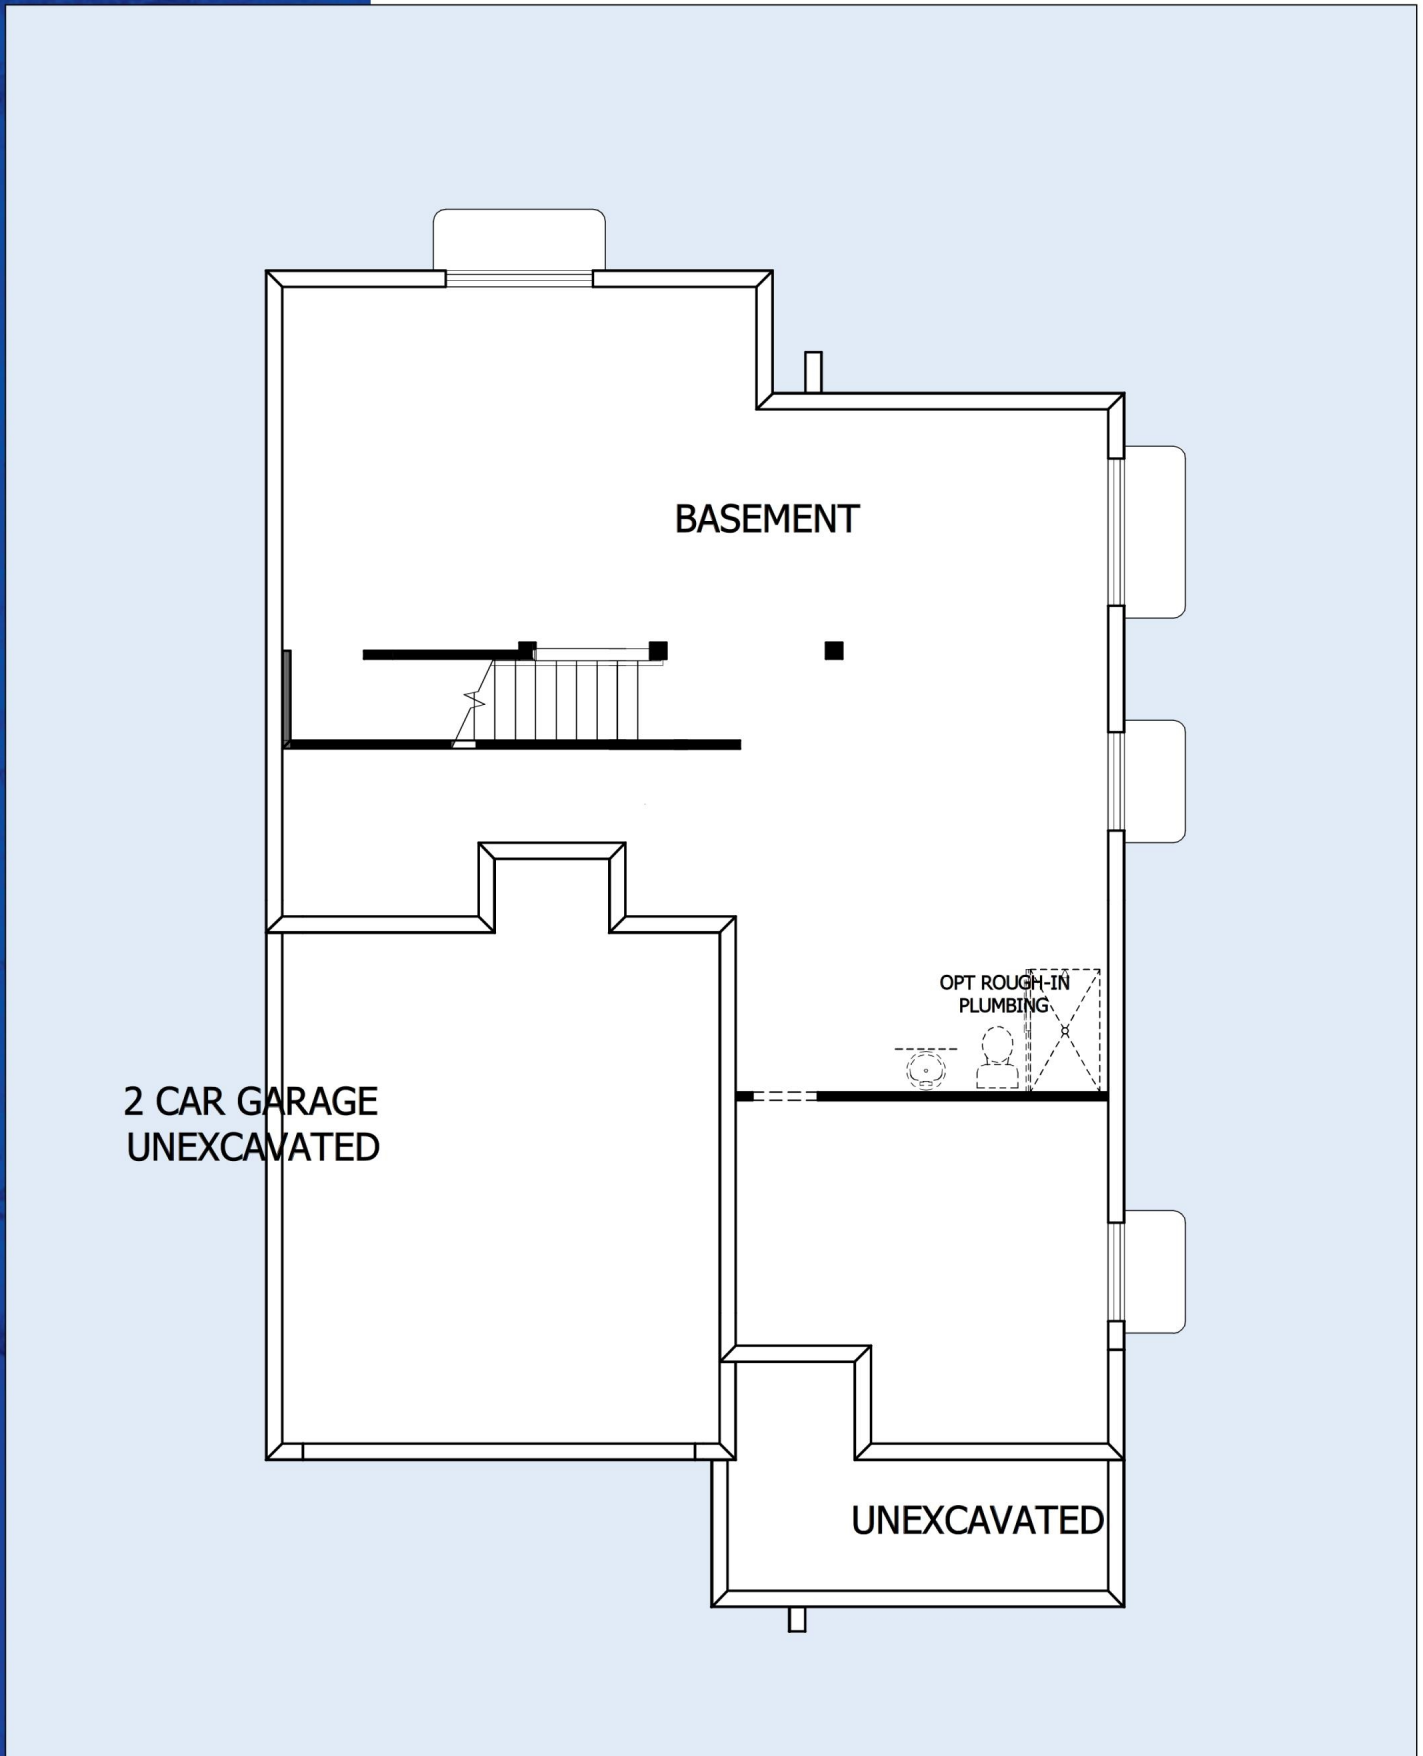 BASEMENT
OPT ROUGH-IN
PLUMBING
2 CAR GARAGE
UNEXCAVATED
UNEXCAVATED